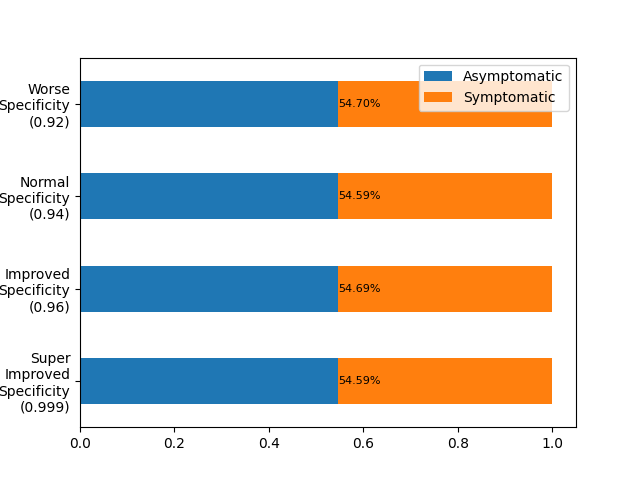 Asymptomatic
Symptomatic
Worse
Specificity
(0.92)
54.70%
Normal
Specificity
(0.94)
54.59%
Improved
Specificity
(0.96)
54.69%
Super
Improved
Specificity
(0.999)
54.59%
0.0 0.2 0.4 0.6 0.8 1.0